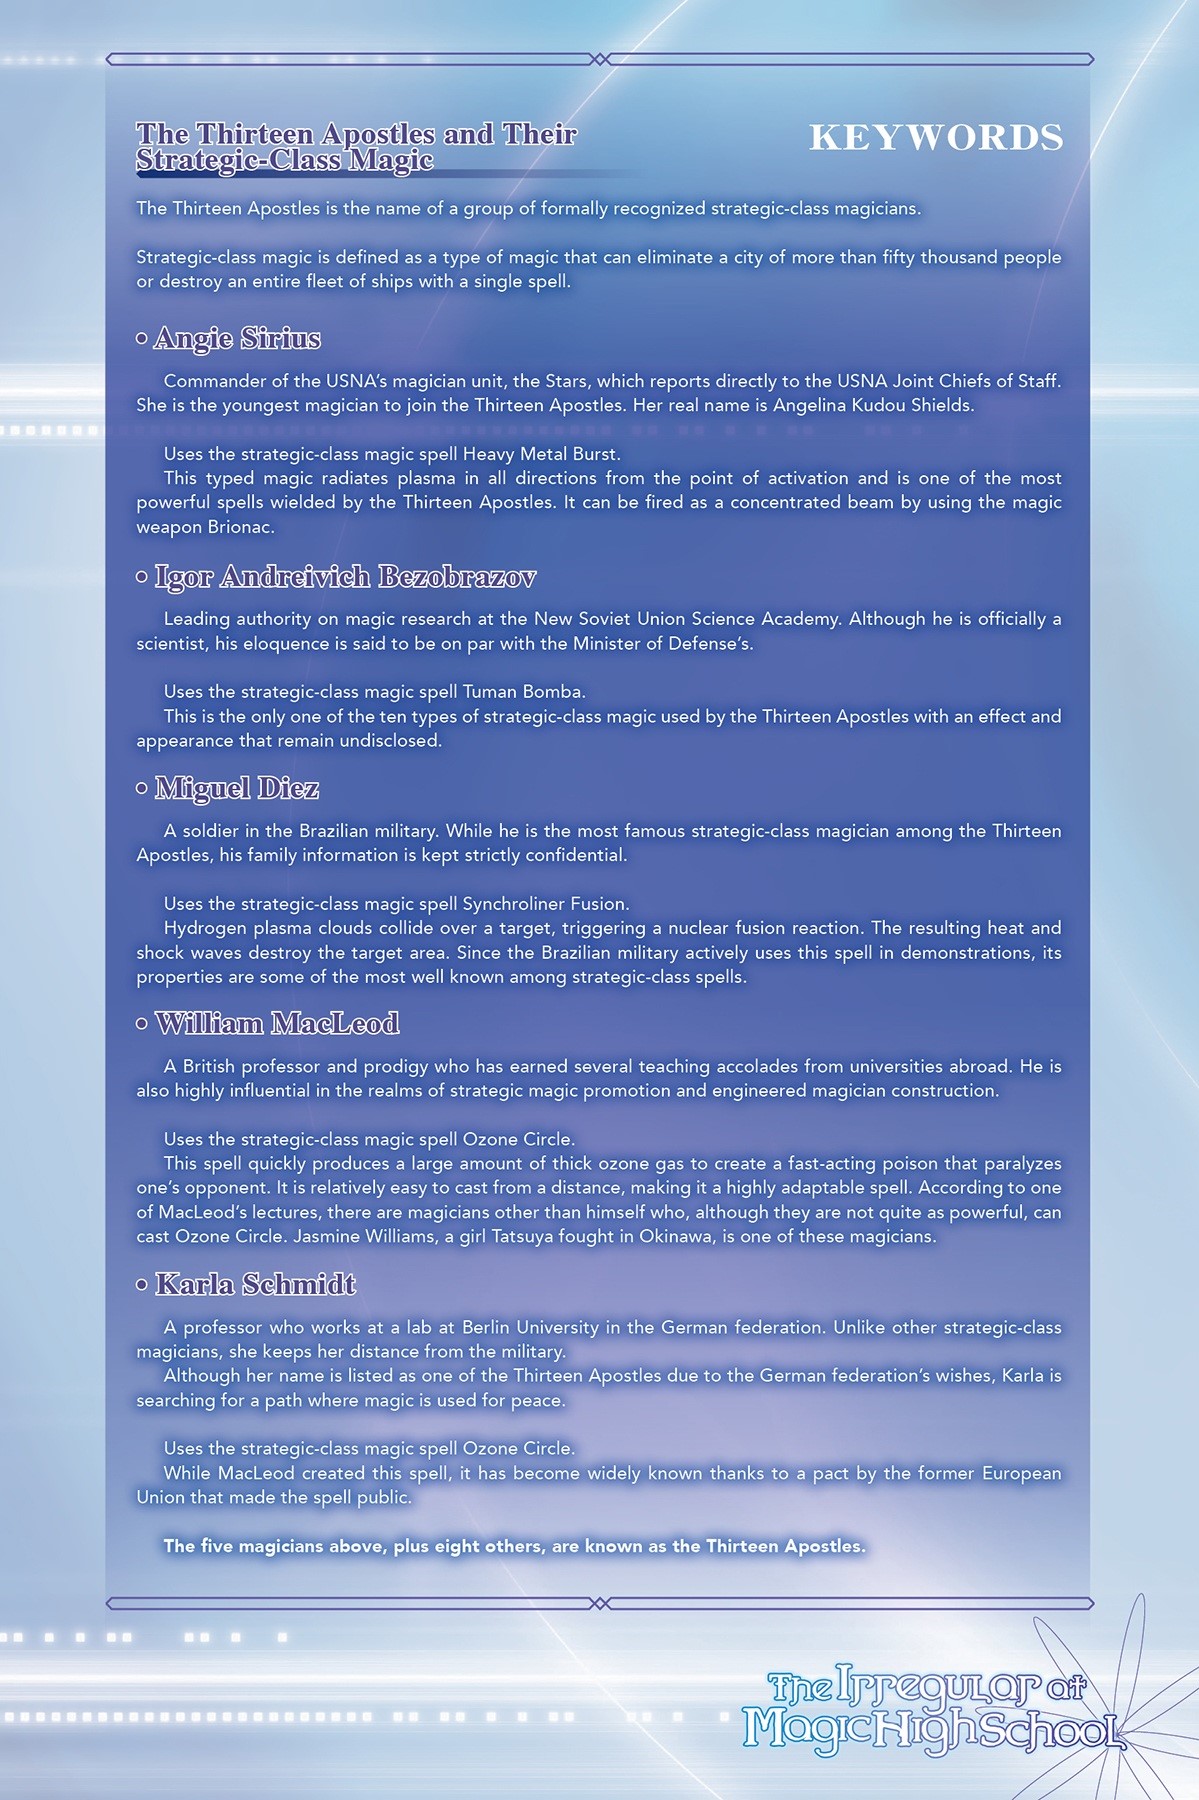 The Thirteen Apostles and Their
Strategic-Class Magic
KEYWORDS
The Thirteen Apostles is the name of a group of formally recognized strategic-class magicians.
Strategic-class magic is defined as a type of magic that can eliminate a city of more than fifty thousand people
or destroy an entire fleet of ships with a single spell.
• Angie Sirius
Commander of the USNA's magician unit, the Stars, which reports directly to the USNA Joint Chiefs of Staff.
She is the youngest magician to join the Thirteen Apostles. Her real name is Angelina Kudou Shields.
Uses the strategic-class magic spell Heavy Metal Burst.
This typed magic radiates plasma in all directions from the point of activation and is one of the most
powerful spells wielded by the Thirteen Apostles. It can be fired as a concentrated beam by using the magic
weapon Brionac.
• Igor Andreivich Bezobrazov
Leading authority on magic research at the New Soviet Union Science Academy. Although he is officially a
scientist, his eloquence is said to be on par with the Minister of Defense's.
Uses the strategic-class magic spell Tuman Bomba.
This is the only one of the ten types of strategic-class magic used by the Thirteen Apostles with an effect and
appearance that remain undisclosed.
• Miguel Diez
A soldier in the Brazilian military. While he is the most famous strategic-class magician among the Thirteen
Apostles, his family information is kept strictly confidential.
Uses the strategic-class magic spell Synchroliner Fusion.
Hydrogen plasma clouds collide over a target, triggering a nuclear fusion reaction. The resulting heat and
shock waves destroy the target area. Since the Brazilian military actively uses this spell in demonstrations, its
properties are some of the most well known among strategic-class spells.
• William MacLeod
A British professor and prodigy who has earned several teaching accolades from universities abroad. He is
also highly influential in the realms of strategic magic promotion and engineered magician construction.
Uses the strategic-class magic spell Ozone Circle.
This spell quickly produces a large amount of thick ozone gas to create a fast-acting poison that paralyzes
one's opponent. It is relatively easy to cast from a distance, making it a highly adaptable spell. According to one
of MacLeod's lectures, there are magicians other than himself who, although they are not quite as powerful, can
cast Ozone Circle. Jasmine Williams, a girl Tatsuya fought in Okinawa, is one of these magicians.
• Karla Schmidt
A professor who works at a lab at Berlin University in the German federation. Unlike other strategic-class
magicians, she keeps her distance from the military.
Although her name is listed as one of the Thirteen Apostles due to the German federation's wishes, Karla is
searching for a path where magic is used for peace.
Uses the strategic-class magic spell Ozone Circle.
While MacLeod created this spell, it has become widely known thanks to a pact by the former European
Union that made the spell public.
The five magicians above, plus eight others, are known as the Thirteen Apostles.
The Irregular at
Magic High School